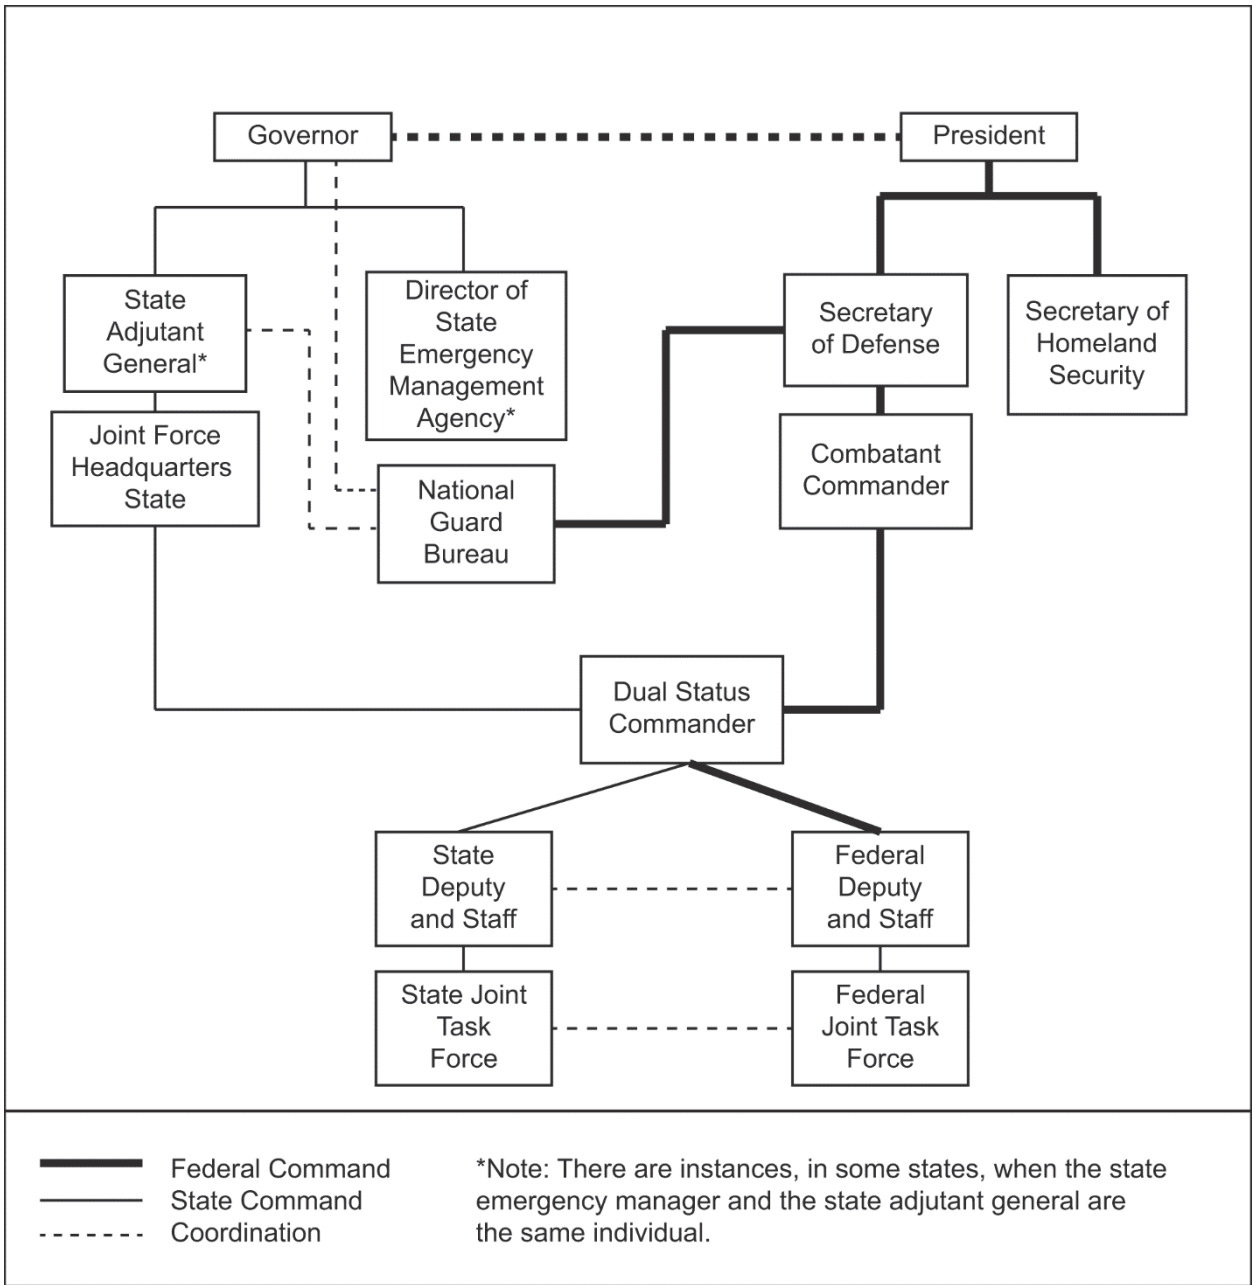 Governor
President
State
Adjutant
General*
Director of
State
Emergency
Management
Agency*
Secretary
of Defense
Secretary of
Homeland
Security
Joint Force
Headquarters
State
National
Guard
Bureau
Combatant
Commander
Dual Status
Commander
State
Deputy
and Staff
Federal
Deputy
and Staff
State Joint
Task
Force
Federal
Joint Task
Force
Federal Command
State Command
Coordination
*Note: There are instances, in some states, when the state
emergency manager and the state adjutant general are
the same individual.